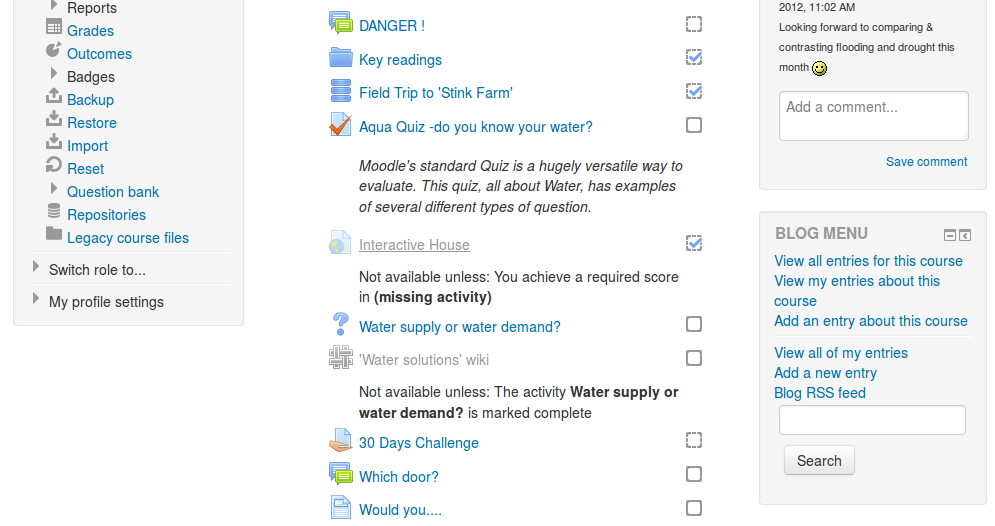 Reports
Grades
Outcomes
Badges
Backup
Restore
Import
Reset
Question bank
Repositories
Legacy course files
Switch role to...
My profile settings
DANGER !
Key readings
Field Trip to 'Stink Farm'
Aqua Quiz -do you know your water?
Moodle's standard Quiz is a hugely versatile way to
evaluate. This quiz, all about Water, has examples
of several different types of question.
Interactive House
Not available unless: You achieve a required score
in (missing activity)
Water supply or water demand?
'Water solutions' wiki
Not available unless: The activity Water supply or
water demand? is marked complete
30 Days Challenge
Which door?
Would you....
2012, 11:02 AM
Looking forward to comparing &
contrasting flooding and drought this
month
Add a comment...
Save comment
BLOG MENU
View all entries for this course
View my entries about this
course
Add an entry about this course
View all of my entries
Add a new entry
Blog RSS feed
Search